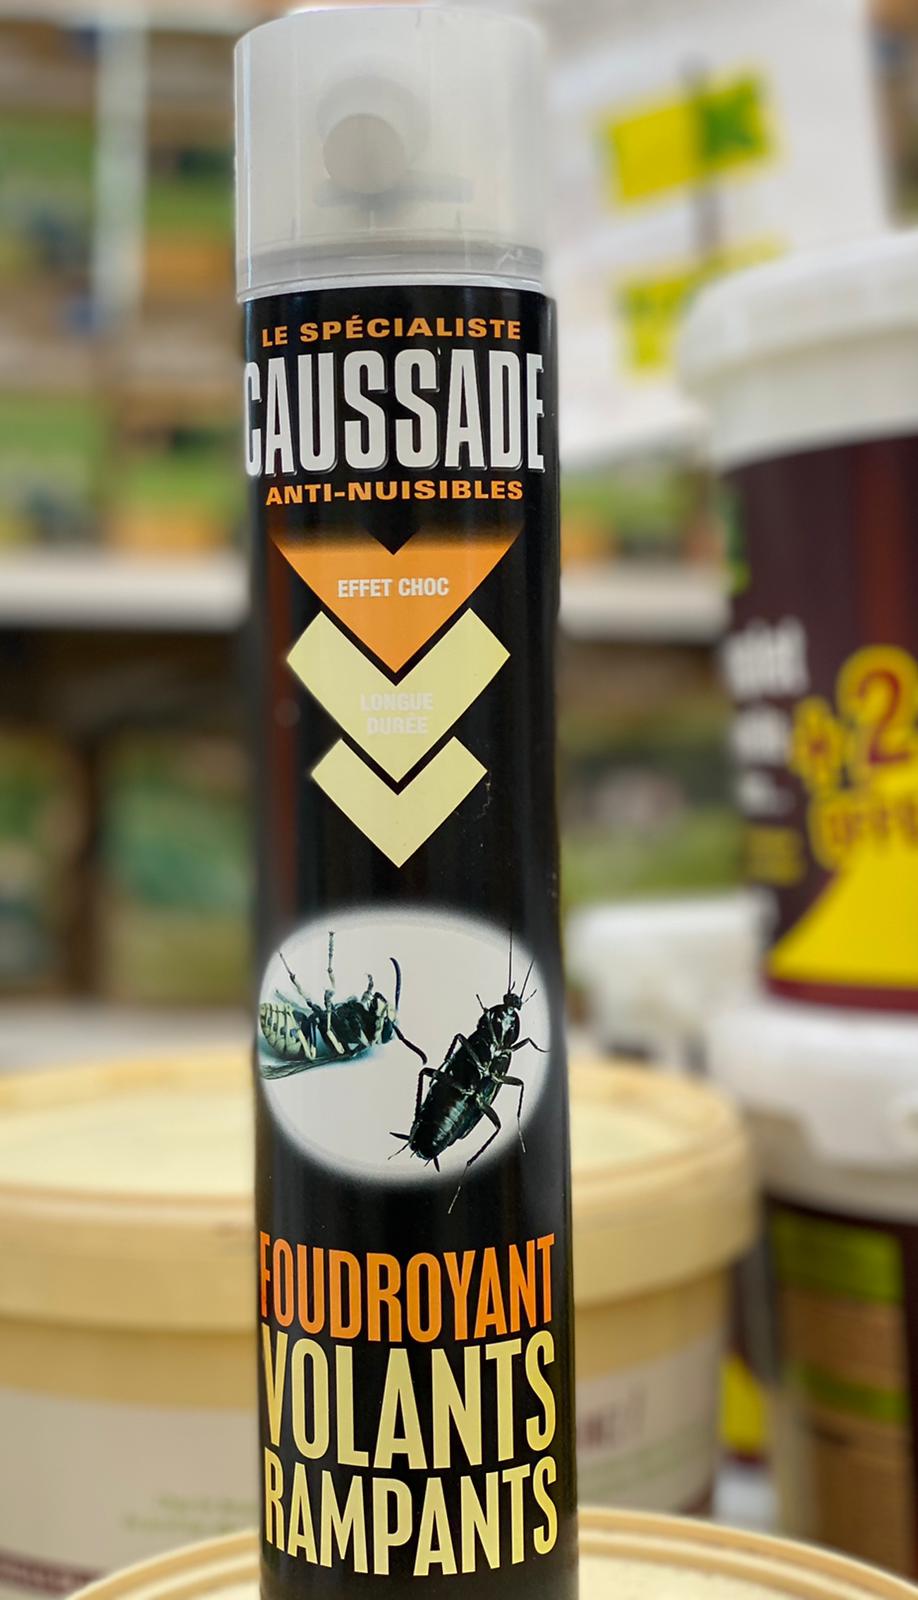 LE SPÉCIALISTE
CAUSSADE
ANTI-NUISIBLES
EFFET CHOC
LONGUE
DURÉE
FOUDROYANT
VOLANTS
RAMPANTS